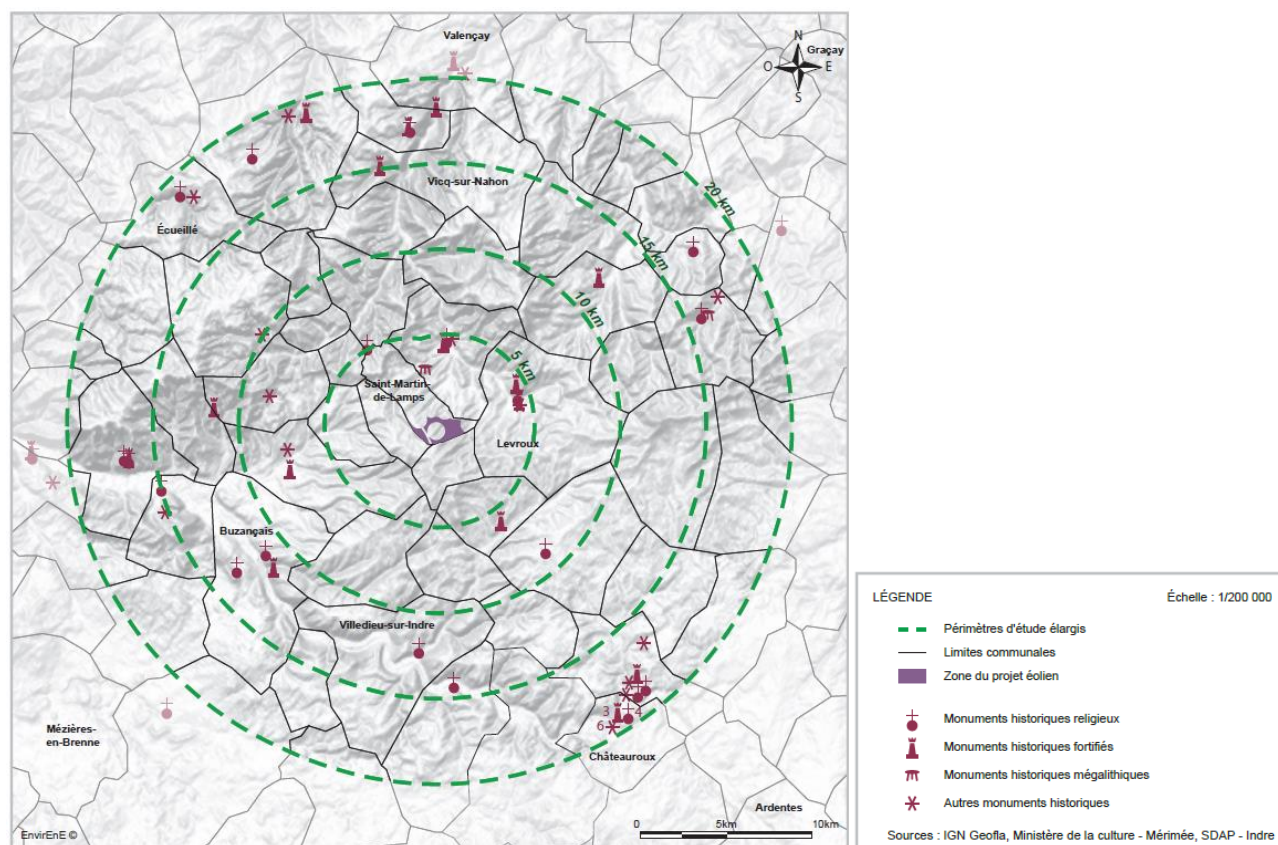 Valençay
Graçay
N
O
E
S
20 km
Vicq-sur-Nahon
Écueillé
15 km
10 km
5 km
Saint-Martin-
de-Lamps
Levroux
Buzançais
Villedieu-sur-Indre
3
4
6
Mézières-
en-Brenne
Châteauroux
Ardentes
EnvirEnE ©
0
5km
10km
LÉGENDE
Échelle : 1/200 000
Périmètres d'étude élargis
Limites communales
Zone du projet éolien
Monuments historiques religieux
Monuments historiques fortifiés
Monuments historiques mégalithiques
Autres monuments historiques
Sources : IGN Geofla, Ministère de la culture - Mérimée, SDAP - Indre